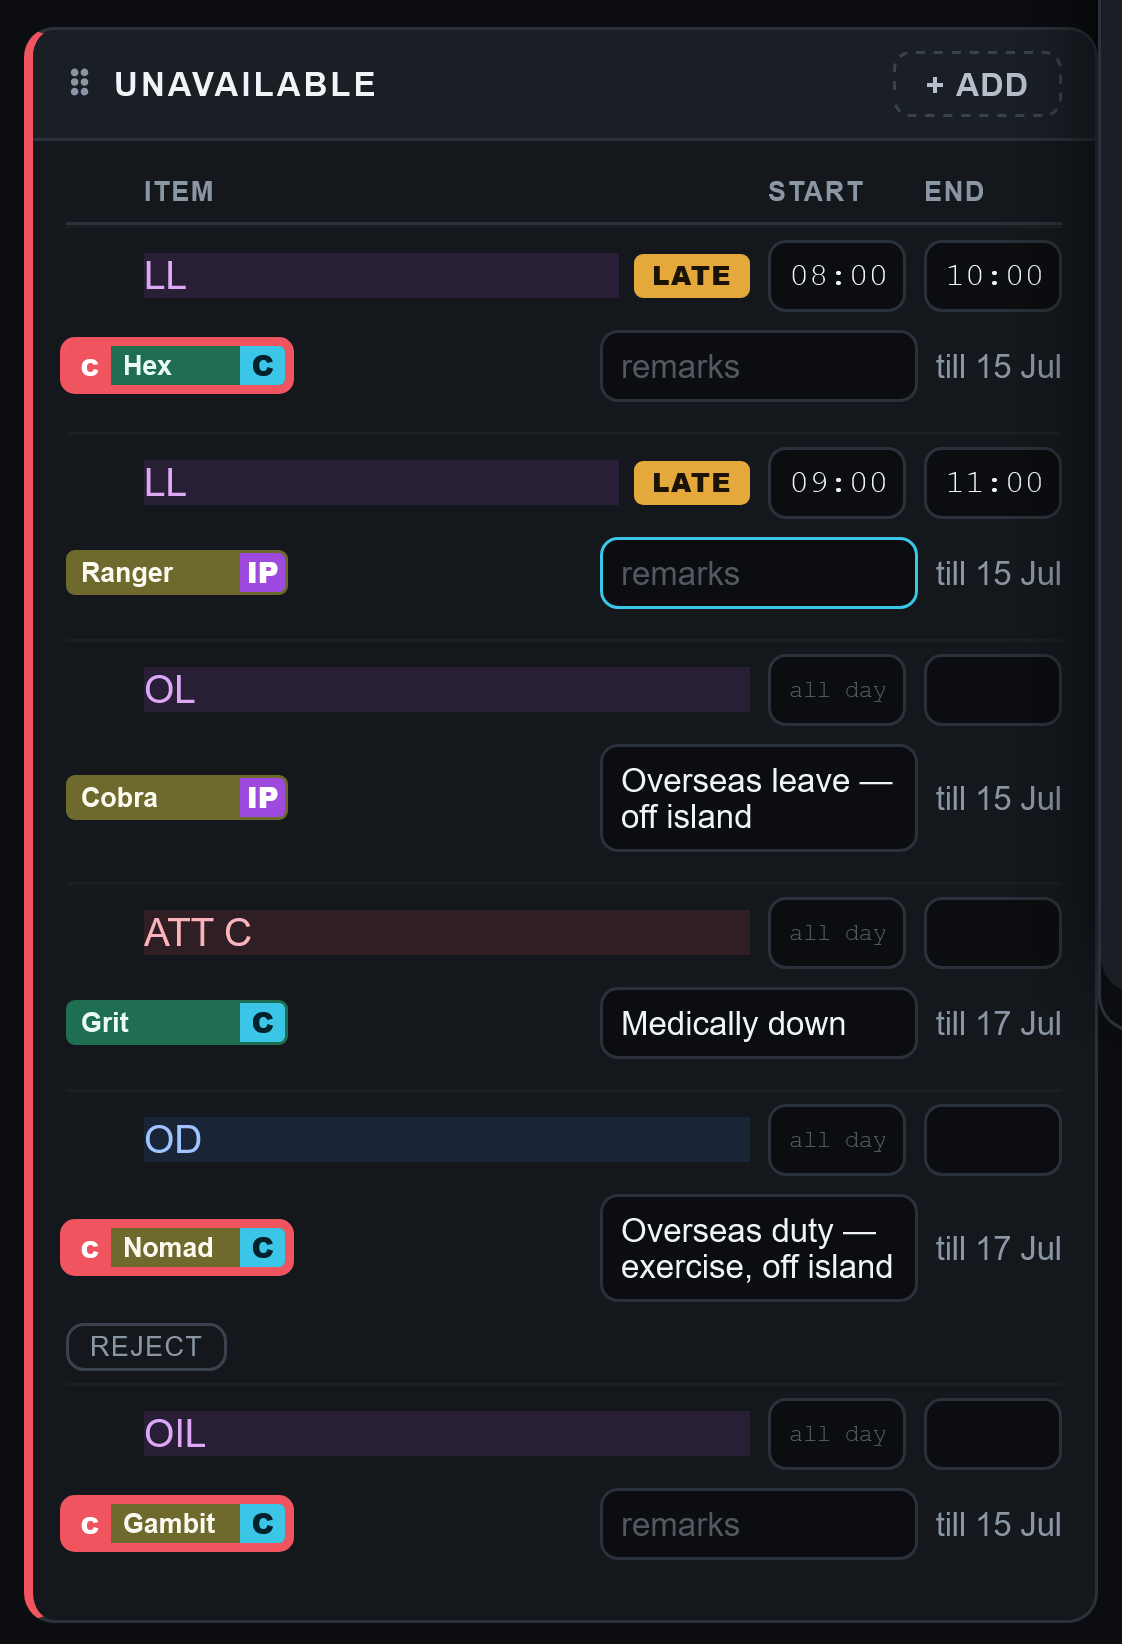 UNAVAILABLE + ADD
ITEM START END
LL LATE 08:00 10:00
c Hex C remarks till 15 Jul
LL LATE 09:00 11:00
Ranger IP remarks till 15 Jul
OL all day
Cobra IP Overseas leave — till 15 Jul
off island
ATT C all day
Grit C Medically down till 17 Jul
OD all day
c Nomad C Overseas duty — till 17 Jul
exercise, off island
REJECT
OIL all day
c Gambit C remarks till 15 Jul